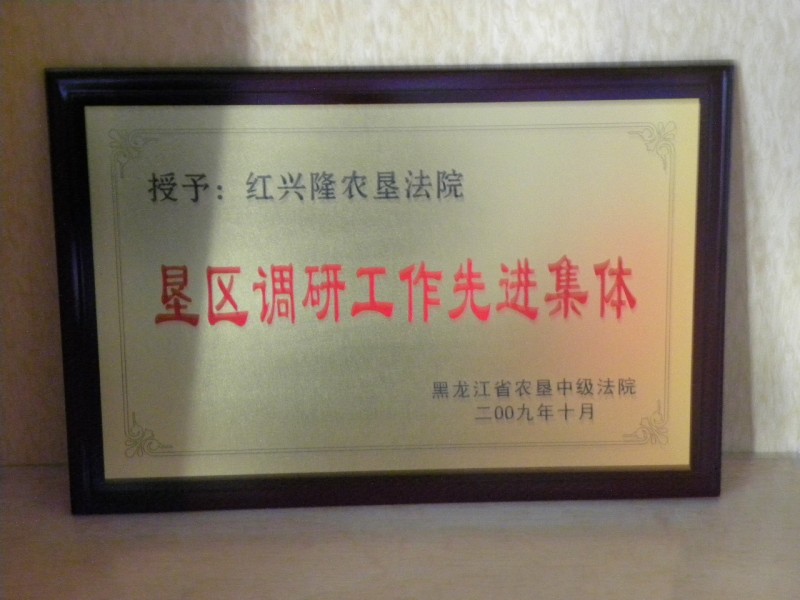 授予：红兴隆农垦法院
垦区调研工作先进集体
黑龙江省农垦中级法院
二00九年十月